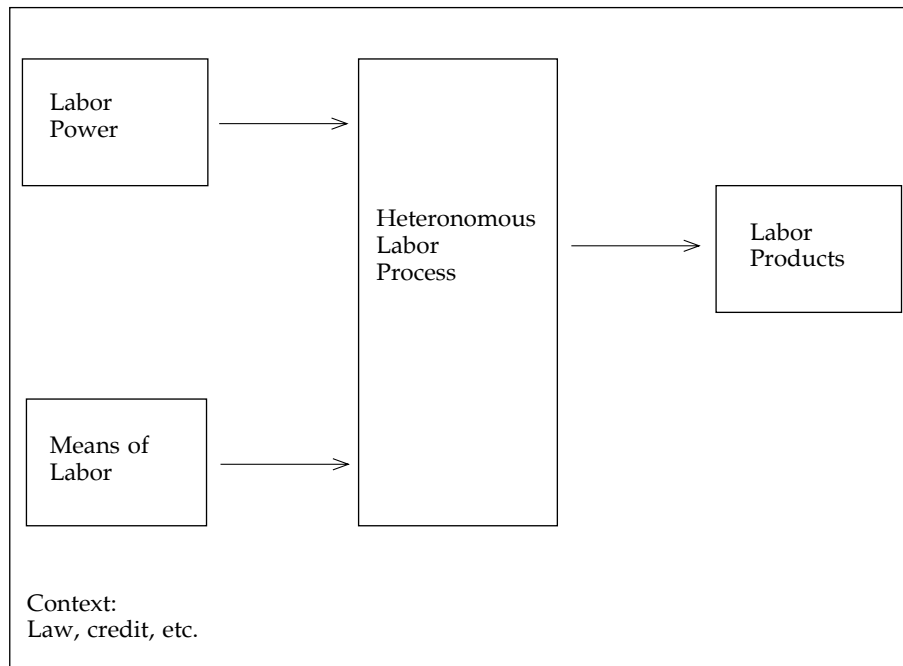 Labor
Power
Heteronomous
Labor
Process
Labor
Products
Means of
Labor
Context:
Law, credit, etc.